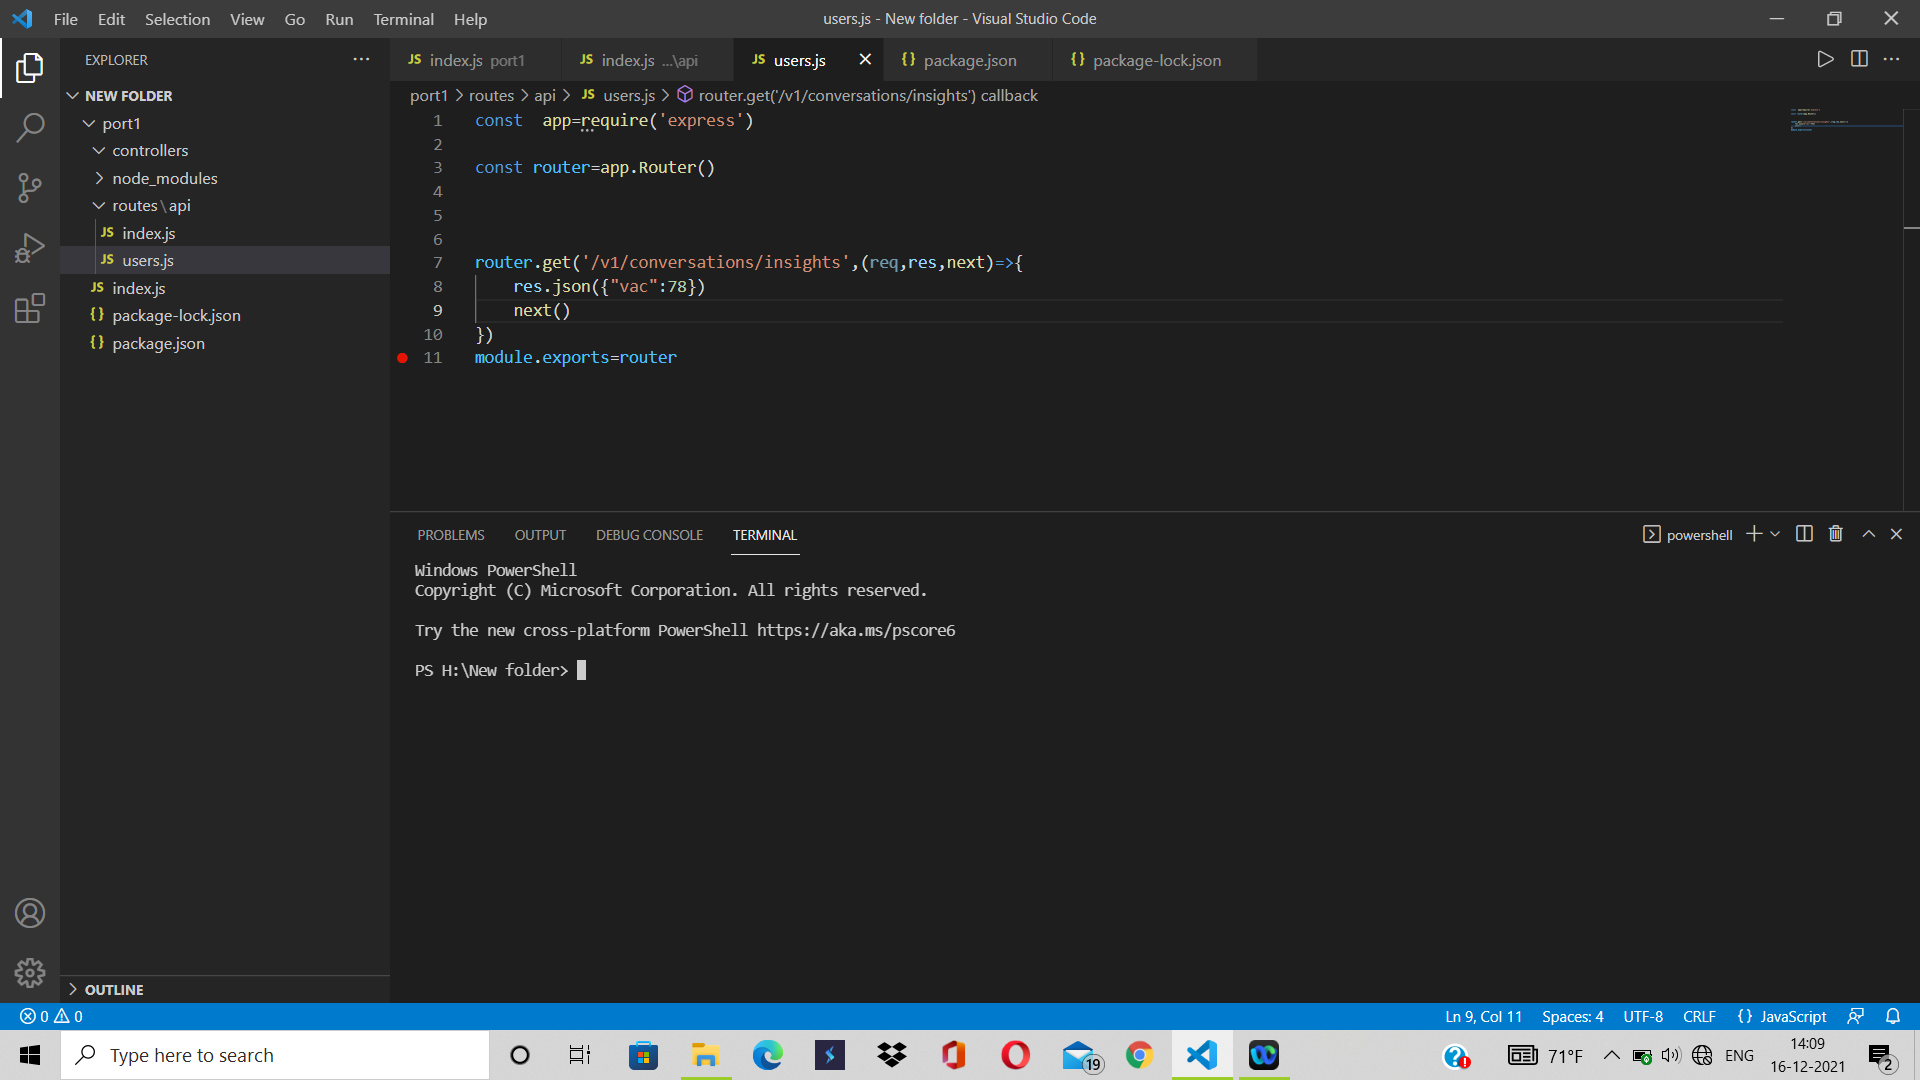 File Edit Selection View Go Run Terminal Help
users.js - New folder - Visual Studio Code
EXPLORER
NEW FOLDER
port1
controllers
node_modules
routes\api
JS index.js
JS users.js
JS index.js
{} package-lock.json
{} package.json
OUTLINE
JS index.js port1 JS index.js ...\api JS users.js {} package.json {} package-lock.json
port1 > routes > api > JS users.js > router.get('/v1/conversations/insights') callback
1 const  app=require('express')
2
3 const router=app.Router()
4
5
6
7 router.get('/v1/conversations/insights',(req,res,next)=>{
8     res.json({"vac":78})
9     next()
10 })
11 module.exports=router
PROBLEMS OUTPUT DEBUG CONSOLE TERMINAL
powershell
Windows PowerShell
Copyright (C) Microsoft Corporation. All rights reserved.
Try the new cross-platform PowerShell https://aka.ms/pscore6
PS H:\New folder>
0 0
Ln 9, Col 11 Spaces: 4 UTF-8 CRLF {} JavaScript
Type here to search
19
71°F
ENG
14:09
16-12-2021
2